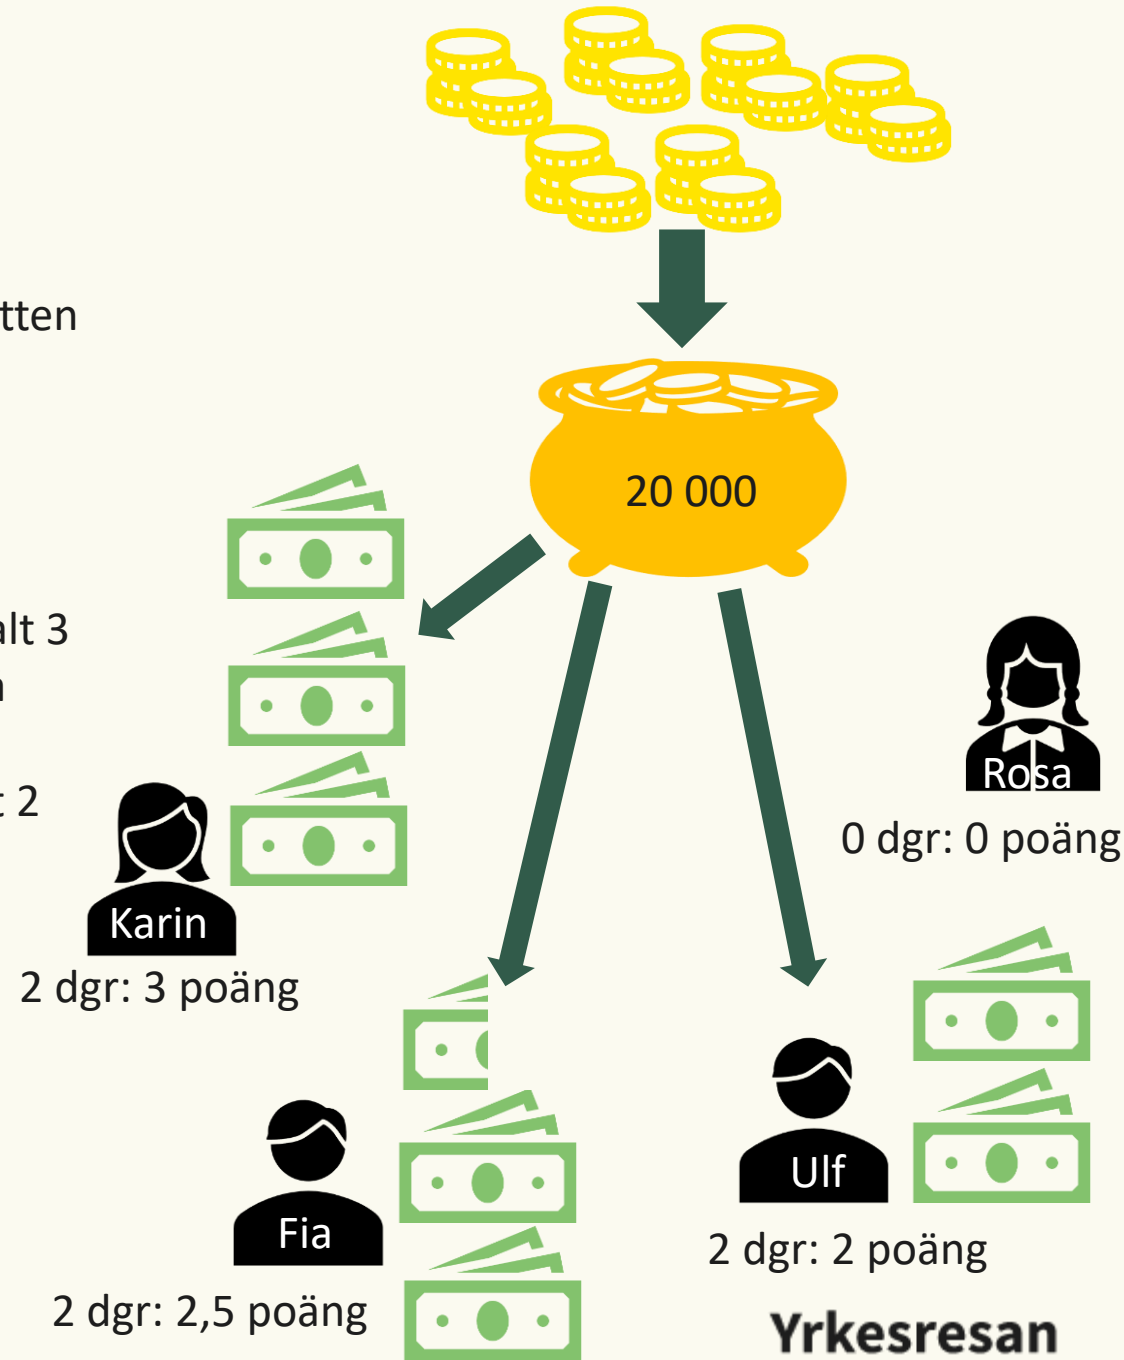 tten
20 000
alt 3
t 2
Rosa
0 dgr: 0 poäng
Karin
2 dgr: 3 poäng
Ulf
2 dgr: 2 poäng
Fia
2 dgr: 2,5 poäng
Yrkesresan